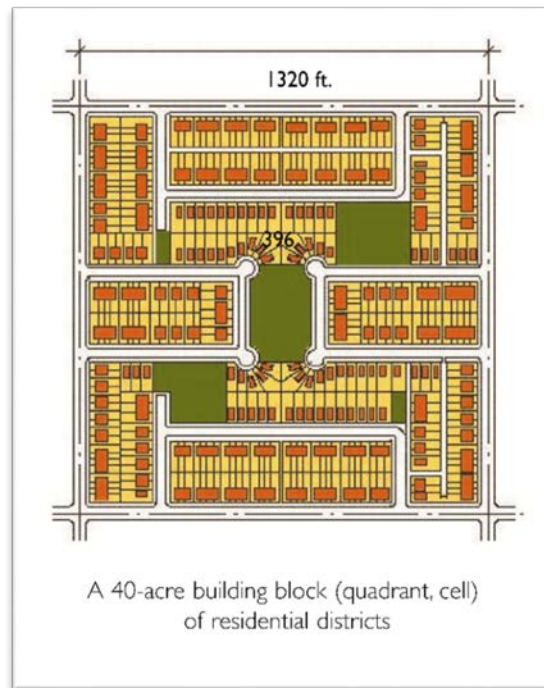 1320 ft.
396
A 40-acre building block (quadrant, cell)
of residential districts